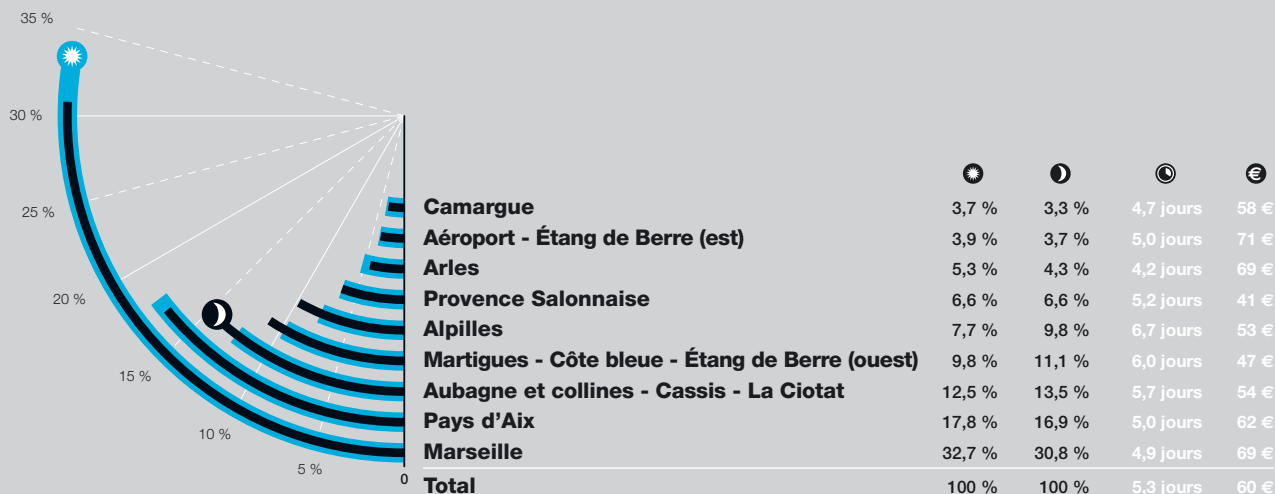 35 %
30 %
25 %
20 %
15 %
10 %
5 %
0
€
Camargue 3,7 % 3,3 % 4,7 jours 58 €
Aéroport - Étang de Berre (est) 3,9 % 3,7 % 5,0 jours 71 €
Arles 5,3 % 4,3 % 4,2 jours 69 €
Provence Salonnaise 6,6 % 6,6 % 5,2 jours 41 €
Alpilles 7,7 % 9,8 % 6,7 jours 53 €
Martigues - Côte bleue - Étang de Berre (ouest) 9,8 % 11,1 % 6,0 jours 47 €
Aubagne et collines - Cassis - La Ciotat 12,5 % 13,5 % 5,7 jours 54 €
Pays d’Aix 17,8 % 16,9 % 5,0 jours 62 €
Marseille 32,7 % 30,8 % 4,9 jours 69 €
Total 100 % 100 % 5,3 jours 60 €